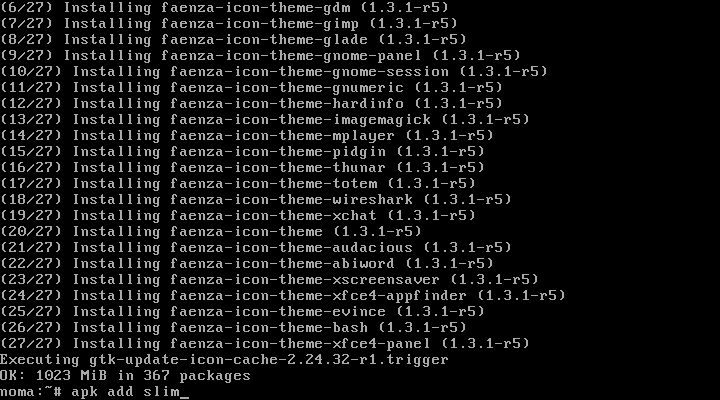 (6/27) Installing faenza-icon-theme-gdm (1.3.1-r5)
(7/27) Installing faenza-icon-theme-gimp (1.3.1-r5)
(8/27) Installing faenza-icon-theme-glade (1.3.1-r5)
(9/27) Installing faenza-icon-theme-gnome-panel (1.3.1-r5)
(10/27) Installing faenza-icon-theme-gnome-session (1.3.1-r5)
(11/27) Installing faenza-icon-theme-gnumeric (1.3.1-r5)
(12/27) Installing faenza-icon-theme-hardinfo (1.3.1-r5)
(13/27) Installing faenza-icon-theme-imagemagick (1.3.1-r5)
(14/27) Installing faenza-icon-theme-mplayer (1.3.1-r5)
(15/27) Installing faenza-icon-theme-pidgin (1.3.1-r5)
(16/27) Installing faenza-icon-theme-thunar (1.3.1-r5)
(17/27) Installing faenza-icon-theme-totem (1.3.1-r5)
(18/27) Installing faenza-icon-theme-wireshark (1.3.1-r5)
(19/27) Installing faenza-icon-theme-xchat (1.3.1-r5)
(20/27) Installing faenza-icon-theme (1.3.1-r5)
(21/27) Installing faenza-icon-theme-audacious (1.3.1-r5)
(22/27) Installing faenza-icon-theme-abiword (1.3.1-r5)
(23/27) Installing faenza-icon-theme-xscreensaver (1.3.1-r5)
(24/27) Installing faenza-icon-theme-xfce4-appfinder (1.3.1-r5)
(25/27) Installing faenza-icon-theme-evince (1.3.1-r5)
(26/27) Installing faenza-icon-theme-bash (1.3.1-r5)
(27/27) Installing faenza-icon-theme-xfce4-panel (1.3.1-r5)
Executing gtk-update-icon-cache-2.24.32-r1.trigger
OK: 1023 MiB in 367 packages
noma:~# apk add slim_